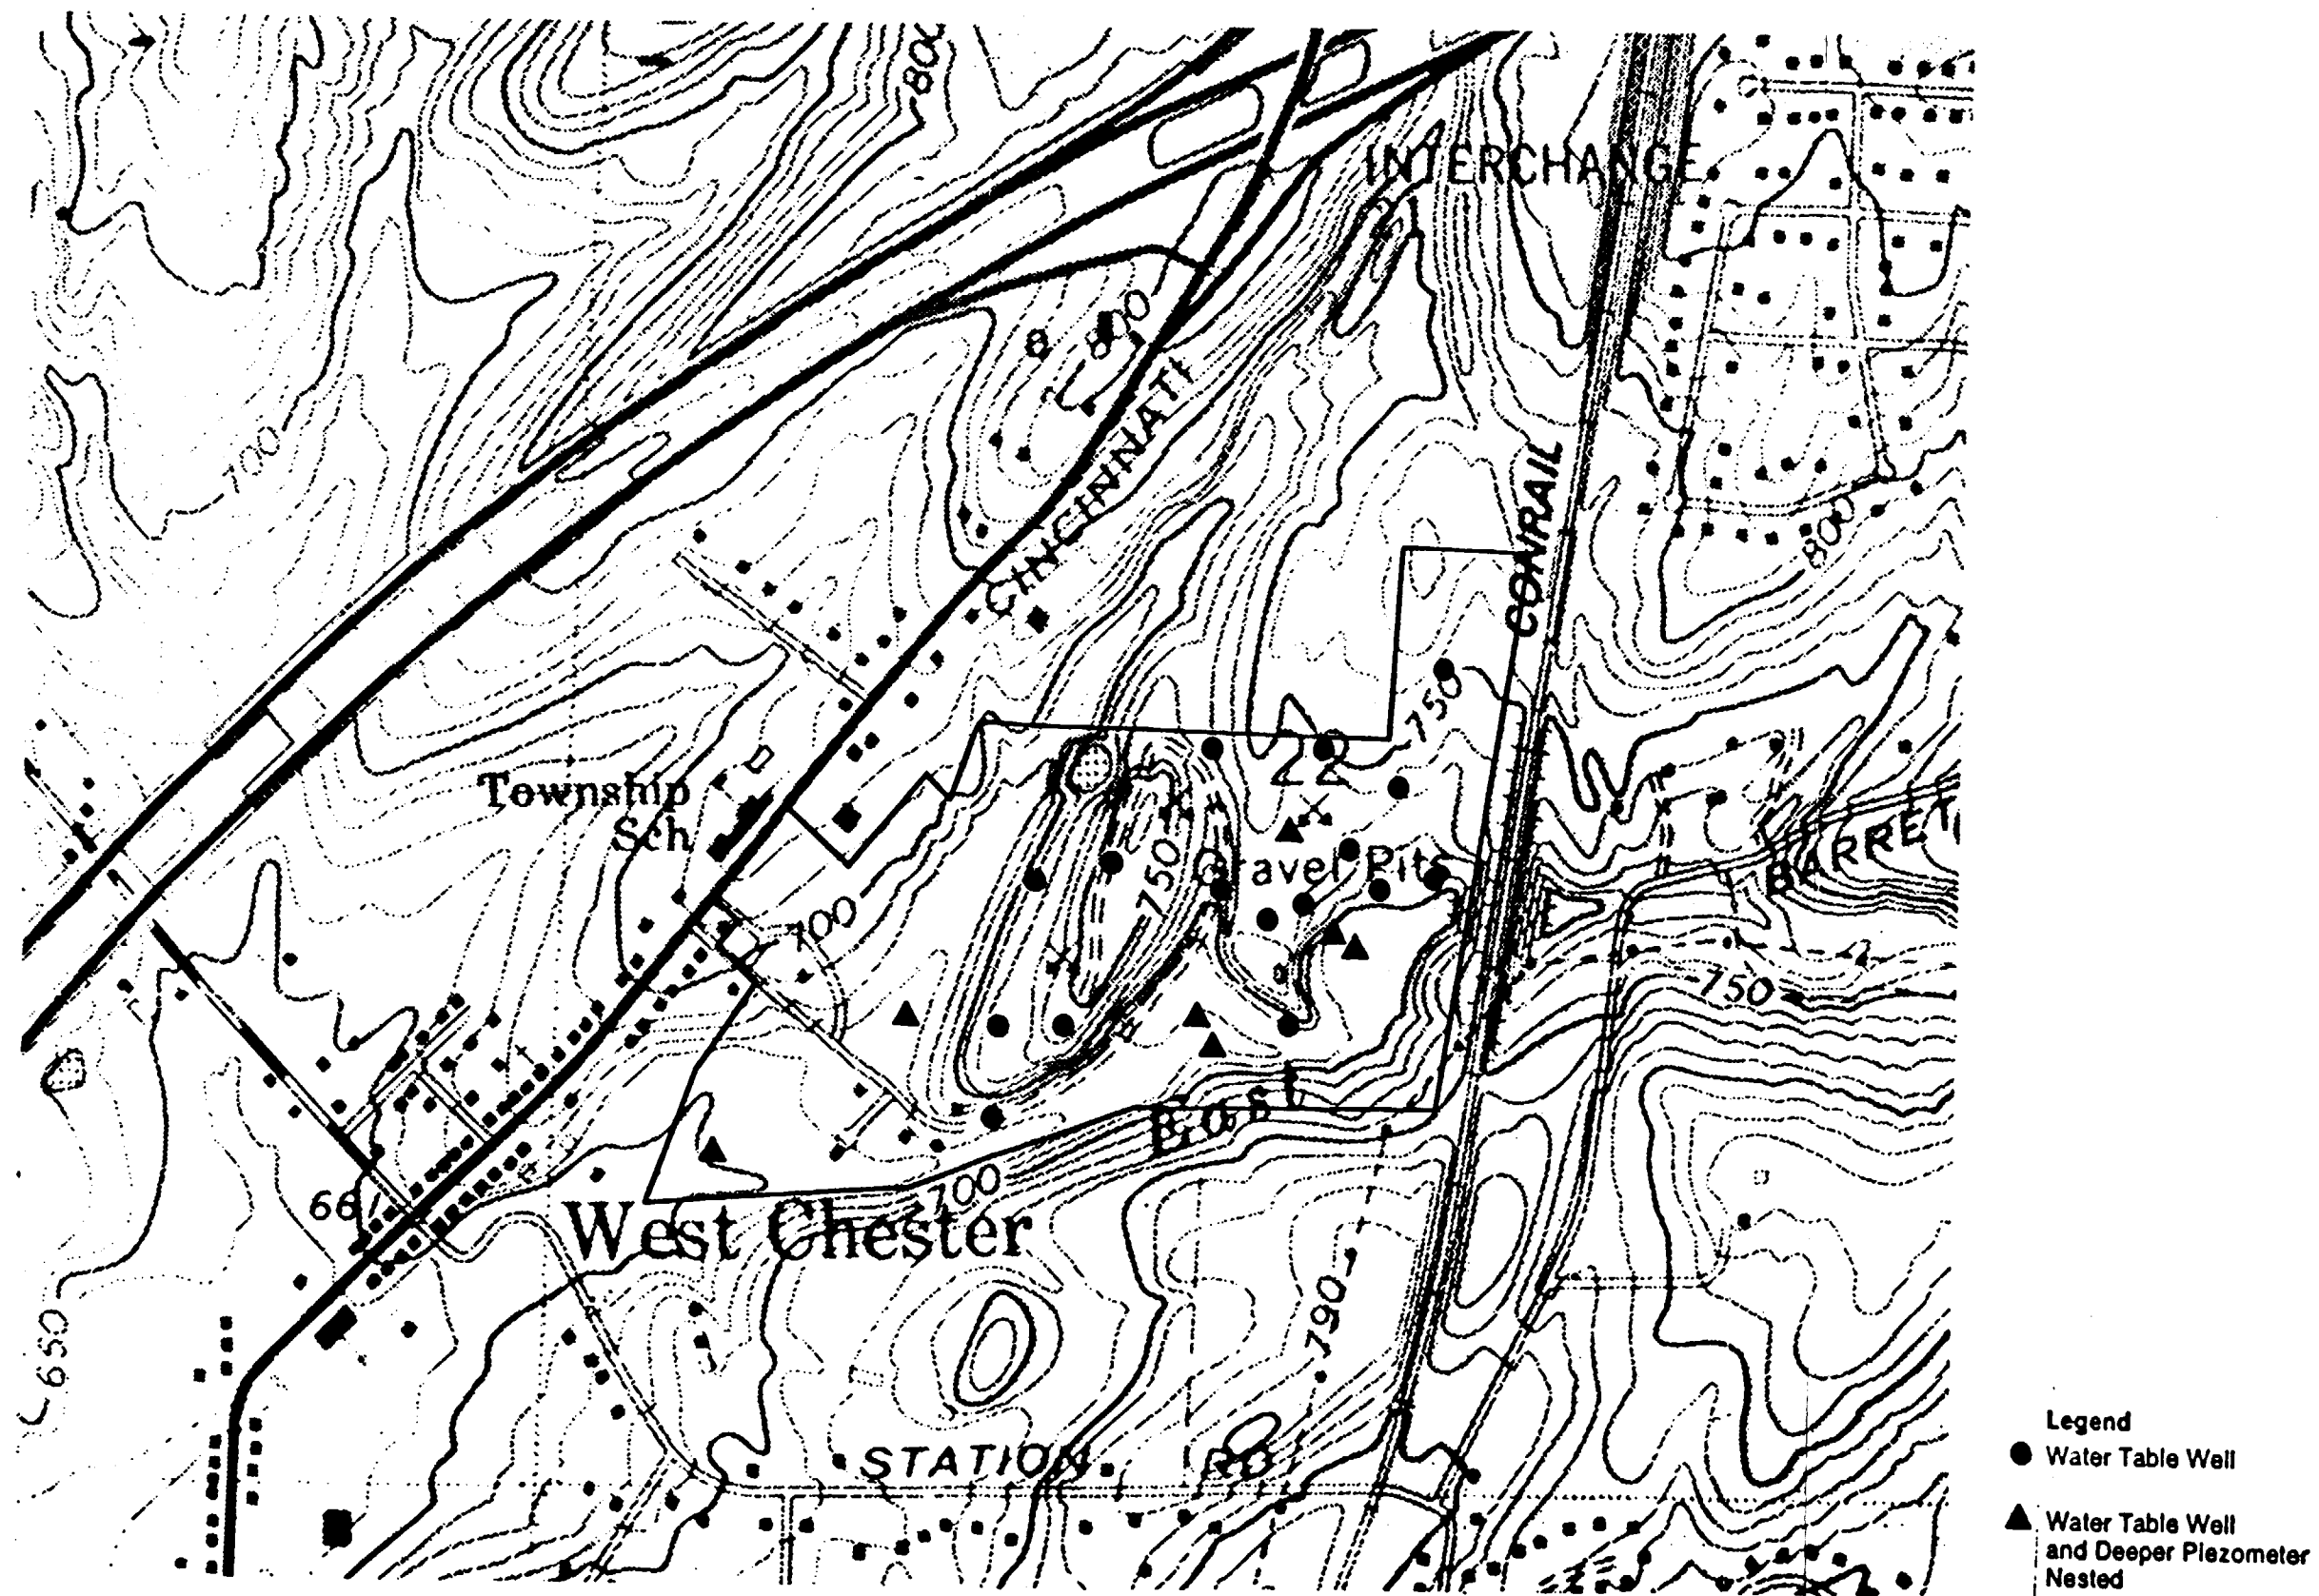 800
INTERCHANGE
800
CINCINNATI
700
CONRAIL
800
750
22
Township
Sch
BARRET
Gravel Pits
750
700
750
East
700
661
West Chester
790
650
STATION RD
Legend
Water Table Well
Water Table Well
and Deeper Piezometer
Nested